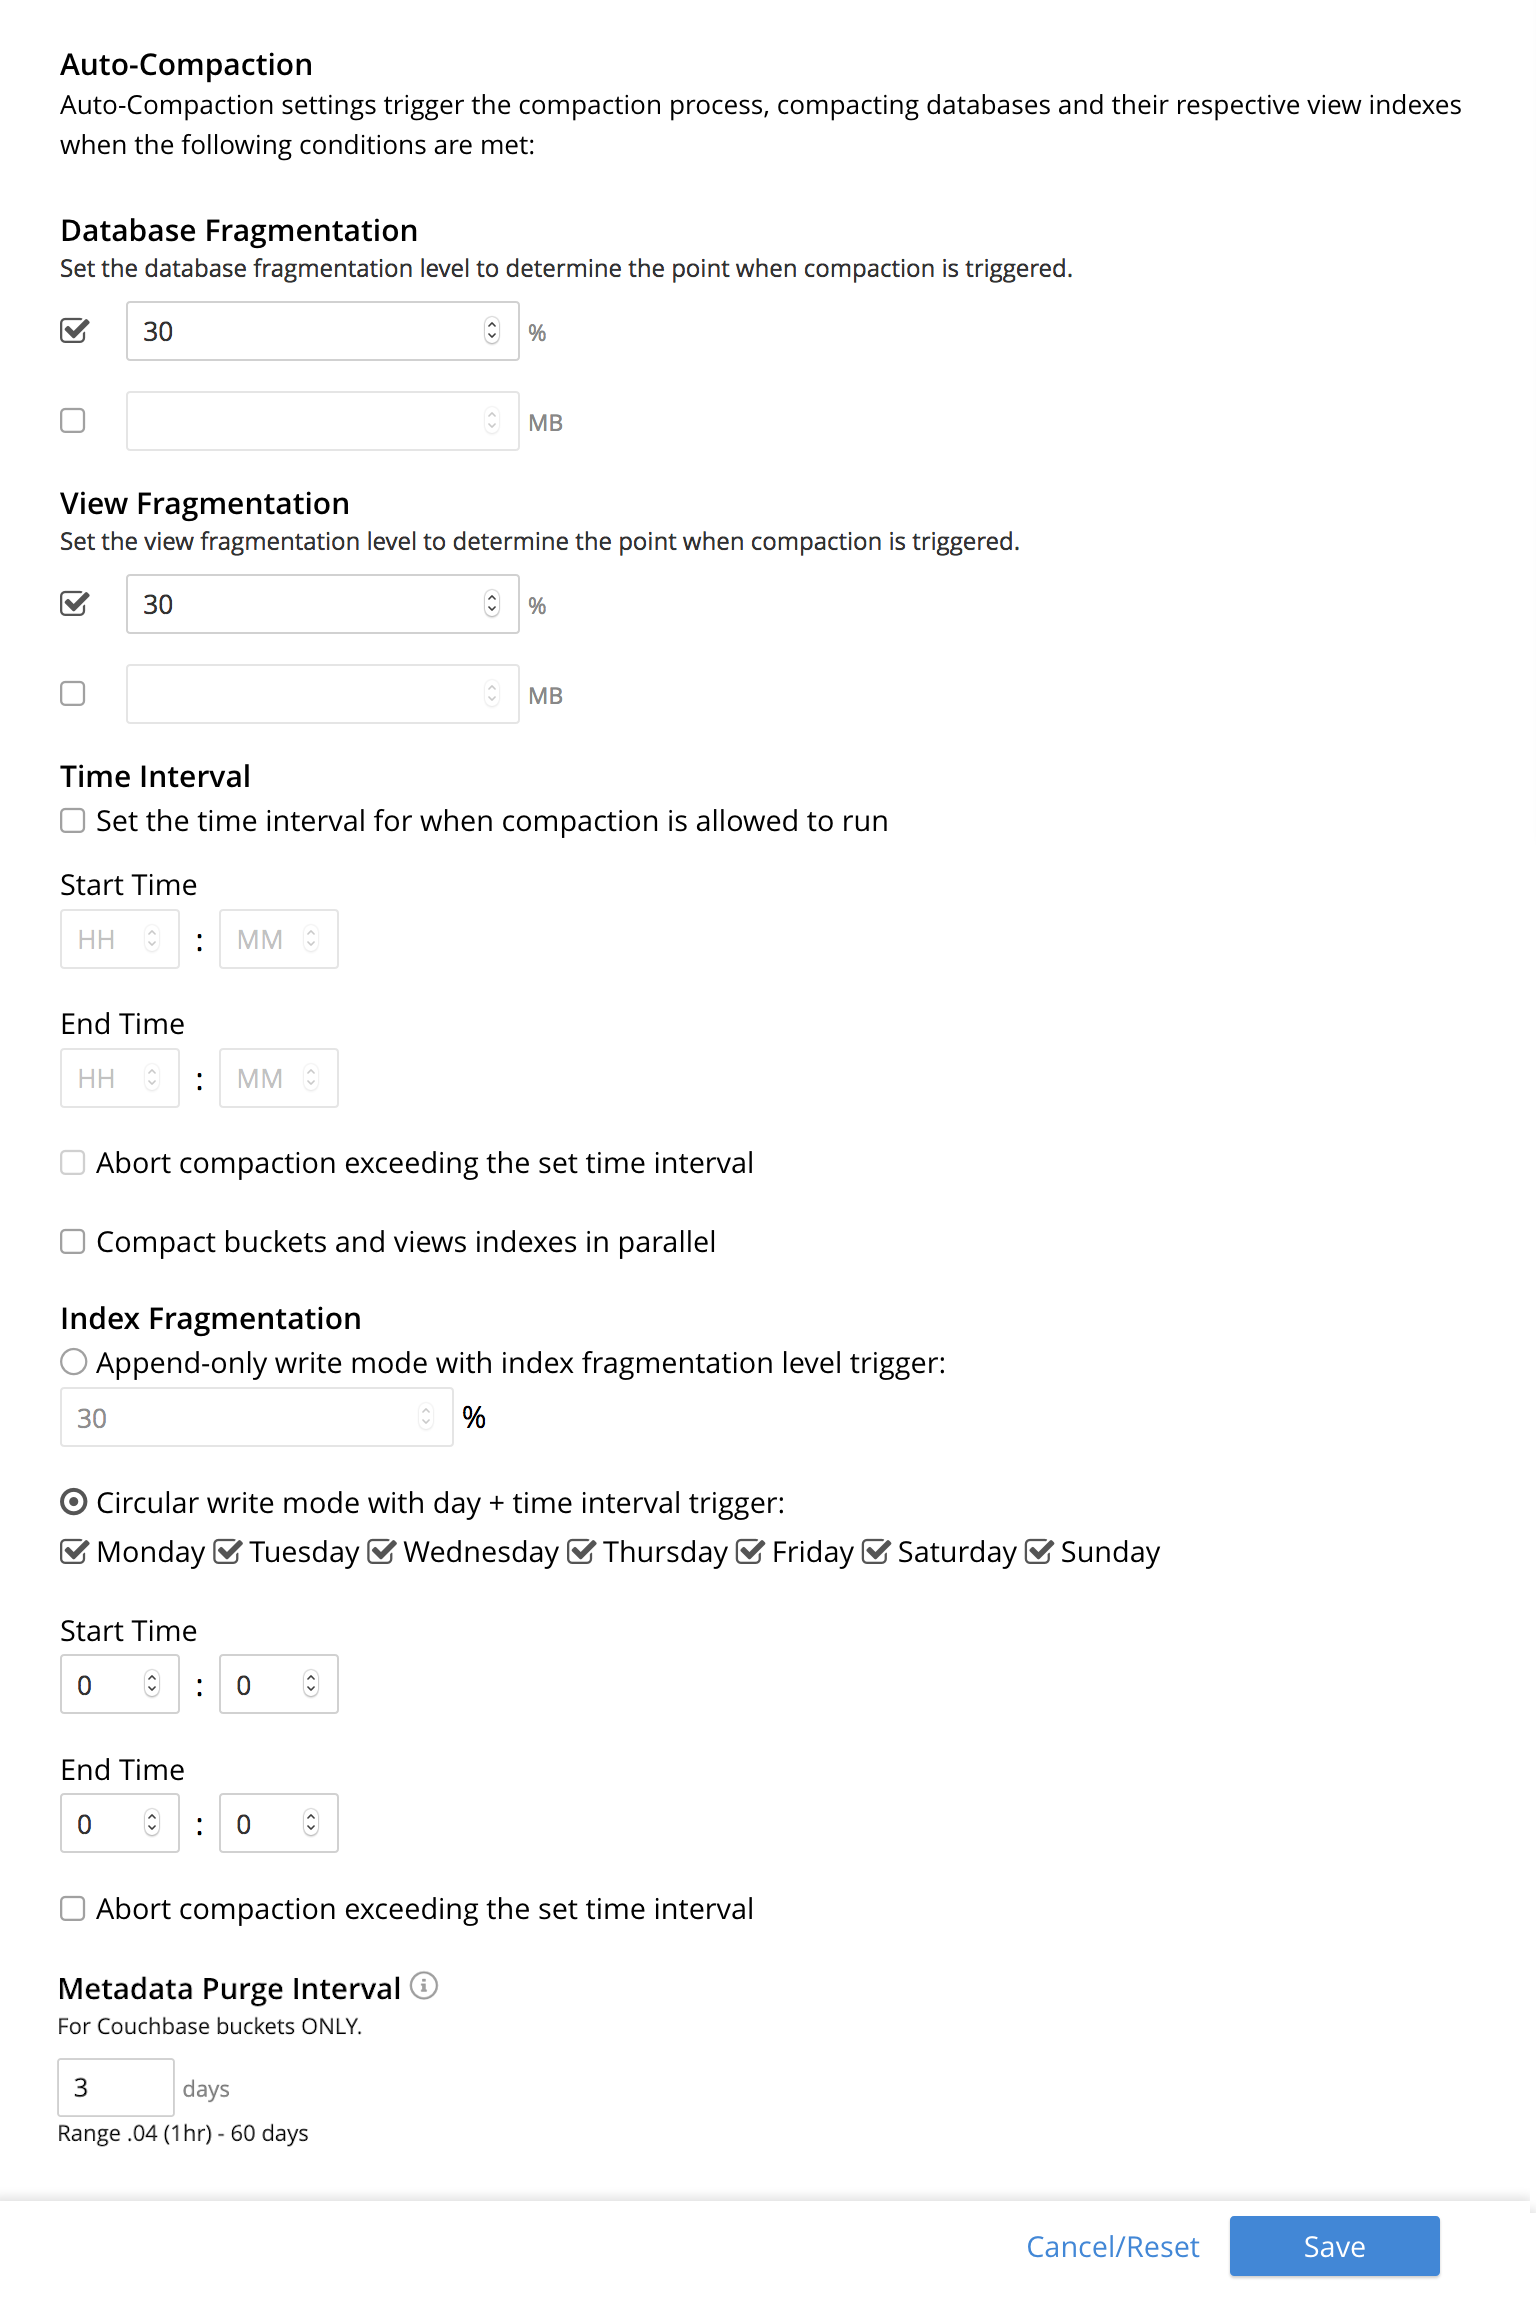 Auto-Compaction
Auto-Compaction settings trigger the compaction process, compacting databases and their respective view indexes
when the following conditions are met:
Database Fragmentation
Set the database fragmentation level to determine the point when compaction is triggered.
30 %
MB
View Fragmentation
Set the view fragmentation level to determine the point when compaction is triggered.
30 %
MB
Time Interval
Set the time interval for when compaction is allowed to run
Start Time
HH : MM
End Time
HH : MM
Abort compaction exceeding the set time interval
Compact buckets and views indexes in parallel
Index Fragmentation
Append-only write mode with index fragmentation level trigger:
30 %
Circular write mode with day + time interval trigger:
Monday Tuesday Wednesday Thursday Friday Saturday Sunday
Start Time
0 : 0
End Time
0 : 0
Abort compaction exceeding the set time interval
Metadata Purge Interval
For Couchbase buckets ONLY.
3 days
Range .04 (1hr) - 60 days
Cancel/Reset Save